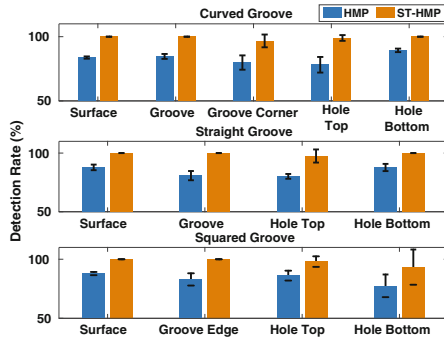 Curved Groove
HMP ST-HMP
100
50
Surface Groove Groove Corner Hole Top Hole Bottom
Straight Groove
100
50
Surface Groove Hole Top Hole Bottom
Squared Groove
100
50
Surface Groove Edge Hole Top Hole Bottom
Detection Rate (%)